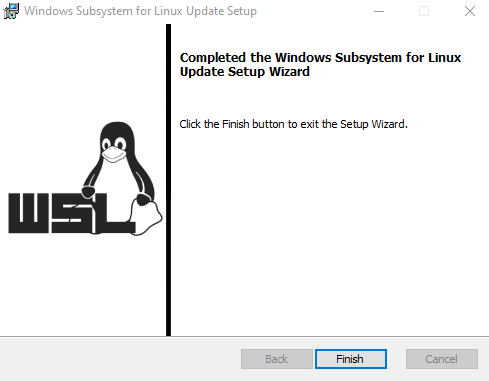 Windows Subsystem for Linux Update Setup
Completed the Windows Subsystem for Linux
Update Setup Wizard
Click the Finish button to exit the Setup Wizard.
WSL
Back
Finish
Cancel